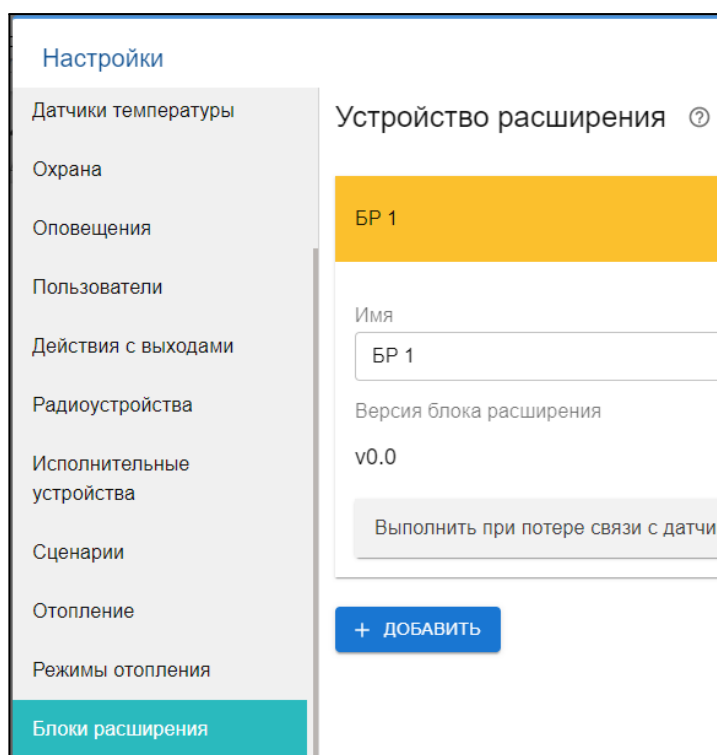 Настройки
Датчики температуры
Охрана
Оповещения
Пользователи
Действия с выходами
Радиоустройства
Исполнительные
устройства
Сценарии
Отопление
Режимы отопления
Блоки расширения
Устройство расширения ?
БР 1
Имя
БР 1
Версия блока расширения
v0.0
Выполнить при потере связи с датчи
+ ДОБАВИТЬ